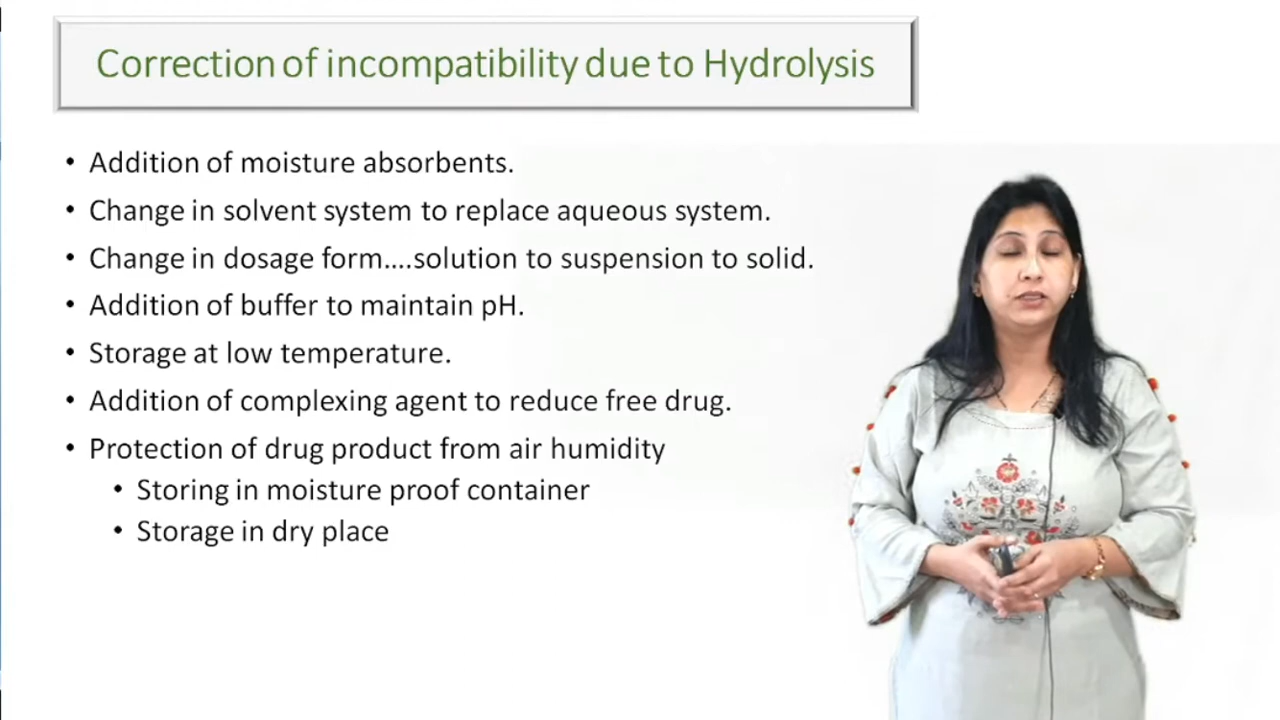 Correction of incompatibility due to Hydrolysis
• Addition of moisture absorbents.
• Change in solvent system to replace aqueous system.
• Change in dosage form....solution to suspension to solid.
• Addition of buffer to maintain pH.
• Storage at low temperature.
• Addition of complexing agent to reduce free drug.
• Protection of drug product from air humidity
• Storing in moisture proof container
• Storage in dry place